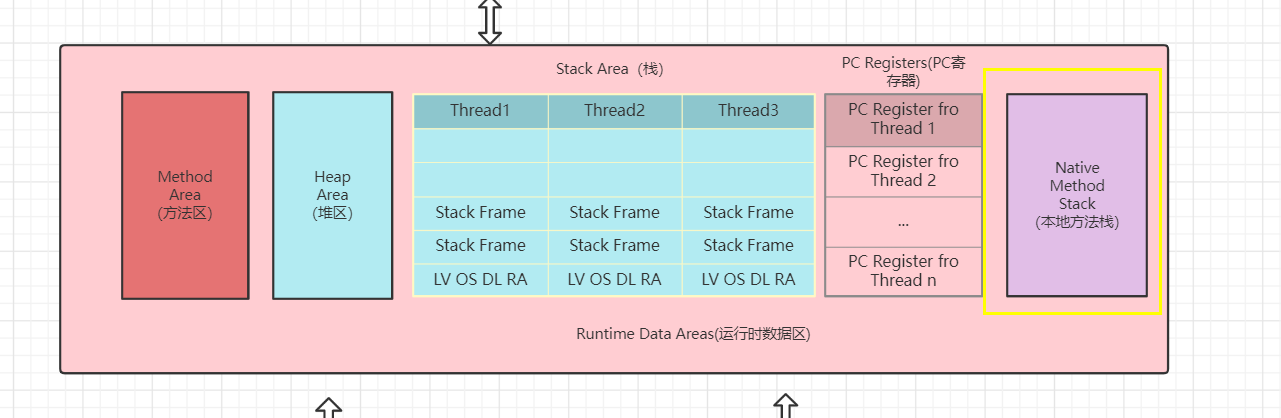 Stack Area（栈)
PC Registers(PC寄
存器)
Thread1
Thread2
Thread3
PC Register fro
Thread 1
PC Register fro
Thread 2
...
PC Register fro
Thread n
Method
Area
(方法区)
Heap
Area
(堆区)
Stack Frame
Stack Frame
Stack Frame
Stack Frame
Stack Frame
Stack Frame
LV OS DL RA
LV OS DL RA
LV OS DL RA
Native
Method
Stack
(本地方法栈)
Runtime Data Areas(运行时数据区)